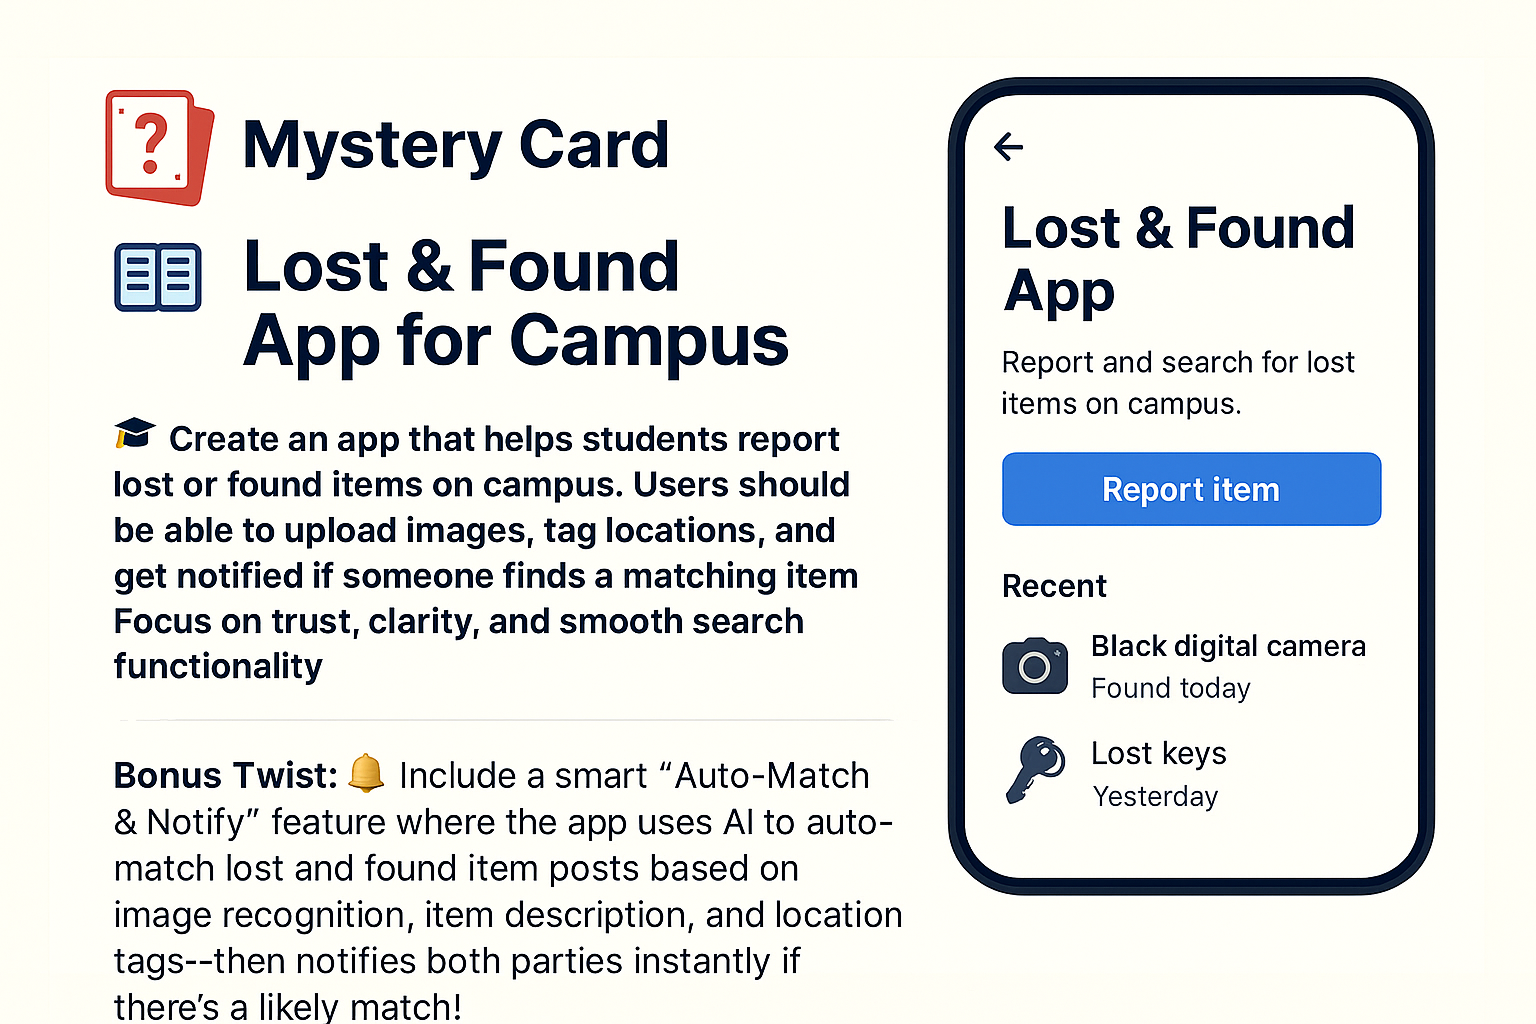 ?
Mystery Card
Lost & Found
App for Campus
Create an app that helps students report
lost or found items on campus. Users should
be able to upload images, tag locations, and
get notified if someone finds a matching item
Focus on trust, clarity, and smooth search
functionality
Bonus Twist: Include a smart “Auto-Match
& Notify” feature where the app uses AI to auto-
match lost and found item posts based on
image recognition, item description, and location
tags--then notifies both parties instantly if
there’s a likely match!
Lost & Found
App
Report and search for lost
items on campus.
Report item
Recent
Black digital camera
Found today
Lost keys
Yesterday